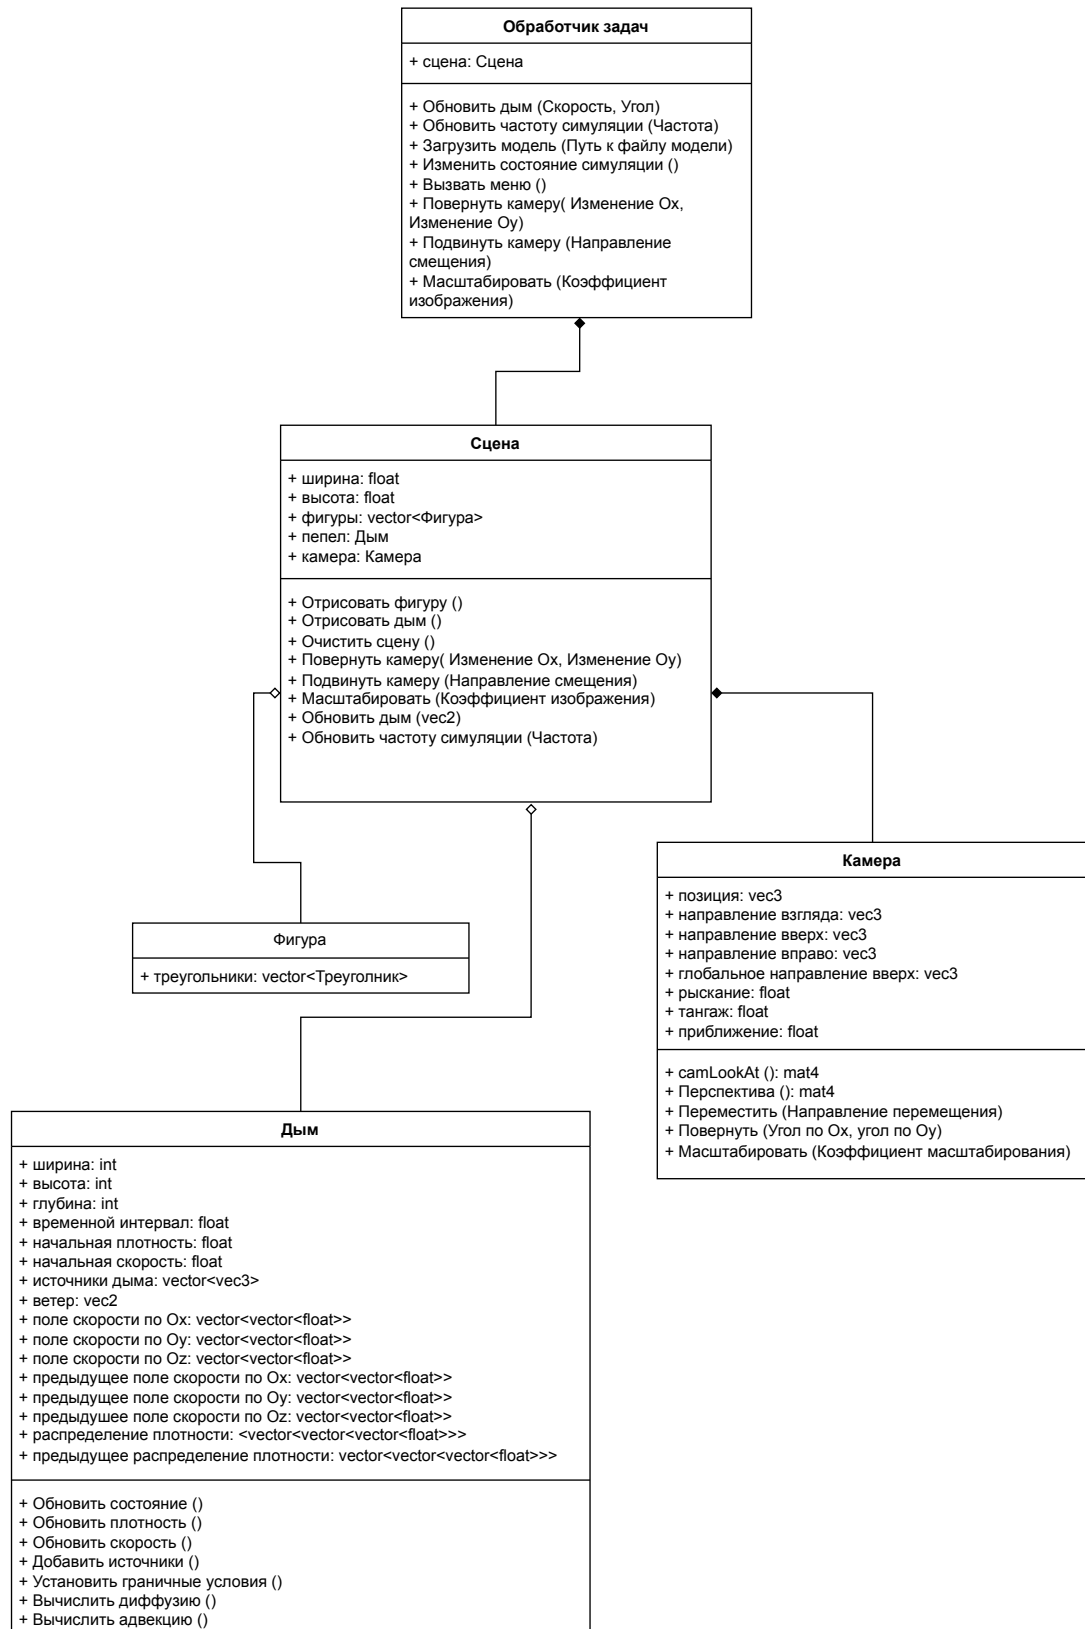 Обработчик задач
+ сцена: Сцена
+ Обновить дым (Скорость, Угол)
+ Обновить частоту симуляции (Частота)
+ Загрузить модель (Путь к файлу модели)
+ Изменить состояние симуляции ()
+ Вызвать меню ()
+ Повернуть камеру( Изменение Ox,
Изменение Oy)
+ Подвинуть камеру (Направление
смещения)
+ Масштабировать (Коэффициент
изображения)
Сцена
+ ширина: float
+ высота: float
+ фигуры: vector<Фигура>
+ пепел: Дым
+ камера: Камера
+ Отрисовать фигуру ()
+ Отрисовать дым ()
+ Очистить сцену ()
+ Повернуть камеру( Изменение Ox, Изменение Oy)
+ Подвинуть камеру (Направление смещения)
+ Масштабировать (Коэффициент изображения)
+ Обновить дым (vec2)
+ Обновить частоту симуляции (Частота)
Камера
+ позиция: vec3
+ направление взгляда: vec3
+ направление вверх: vec3
+ направление вправо: vec3
+ глобальное направление вверх: vec3
+ рыскание: float
+ тангаж: float
+ приближение: float
+ camLookAt (): mat4
+ Перспектива (): mat4
+ Переместить (Направление перемещения)
+ Повернуть (Угол по Ox, угол по Oy)
+ Масштабировать (Коэффициент масштабирования)
Фигура
+ треугольники: vector<Треуголник>
Дым
+ ширина: int
+ высота: int
+ глубина: int
+ временной интервал: float
+ начальная плотность: float
+ начальная скорость: float
+ источники дыма: vector<vec3>
+ ветер: vec2
+ поле скорости по Ox: vector<vector<float>>
+ поле скорости по Oy: vector<vector<float>>
+ поле скорости по Oz: vector<vector<float>>
+ предыдущее поле скорости по Ox: vector<vector<float>>
+ предыдущее поле скорости по Oy: vector<vector<float>>
+ предыдушее поле скорости по Oz: vector<vector<float>>
+ распределение плотности: <vector<vector<vector<float>>>
+ предыдущее распределение плотности: vector<vector<vector<float>>>
+ Обновить состояние ()
+ Обновить плотность ()
+ Обновить скорость ()
+ Добавить источники ()
+ Установить граничные условия ()
+ Вычислить диффузию ()
+ Вычислить адвекцию ()